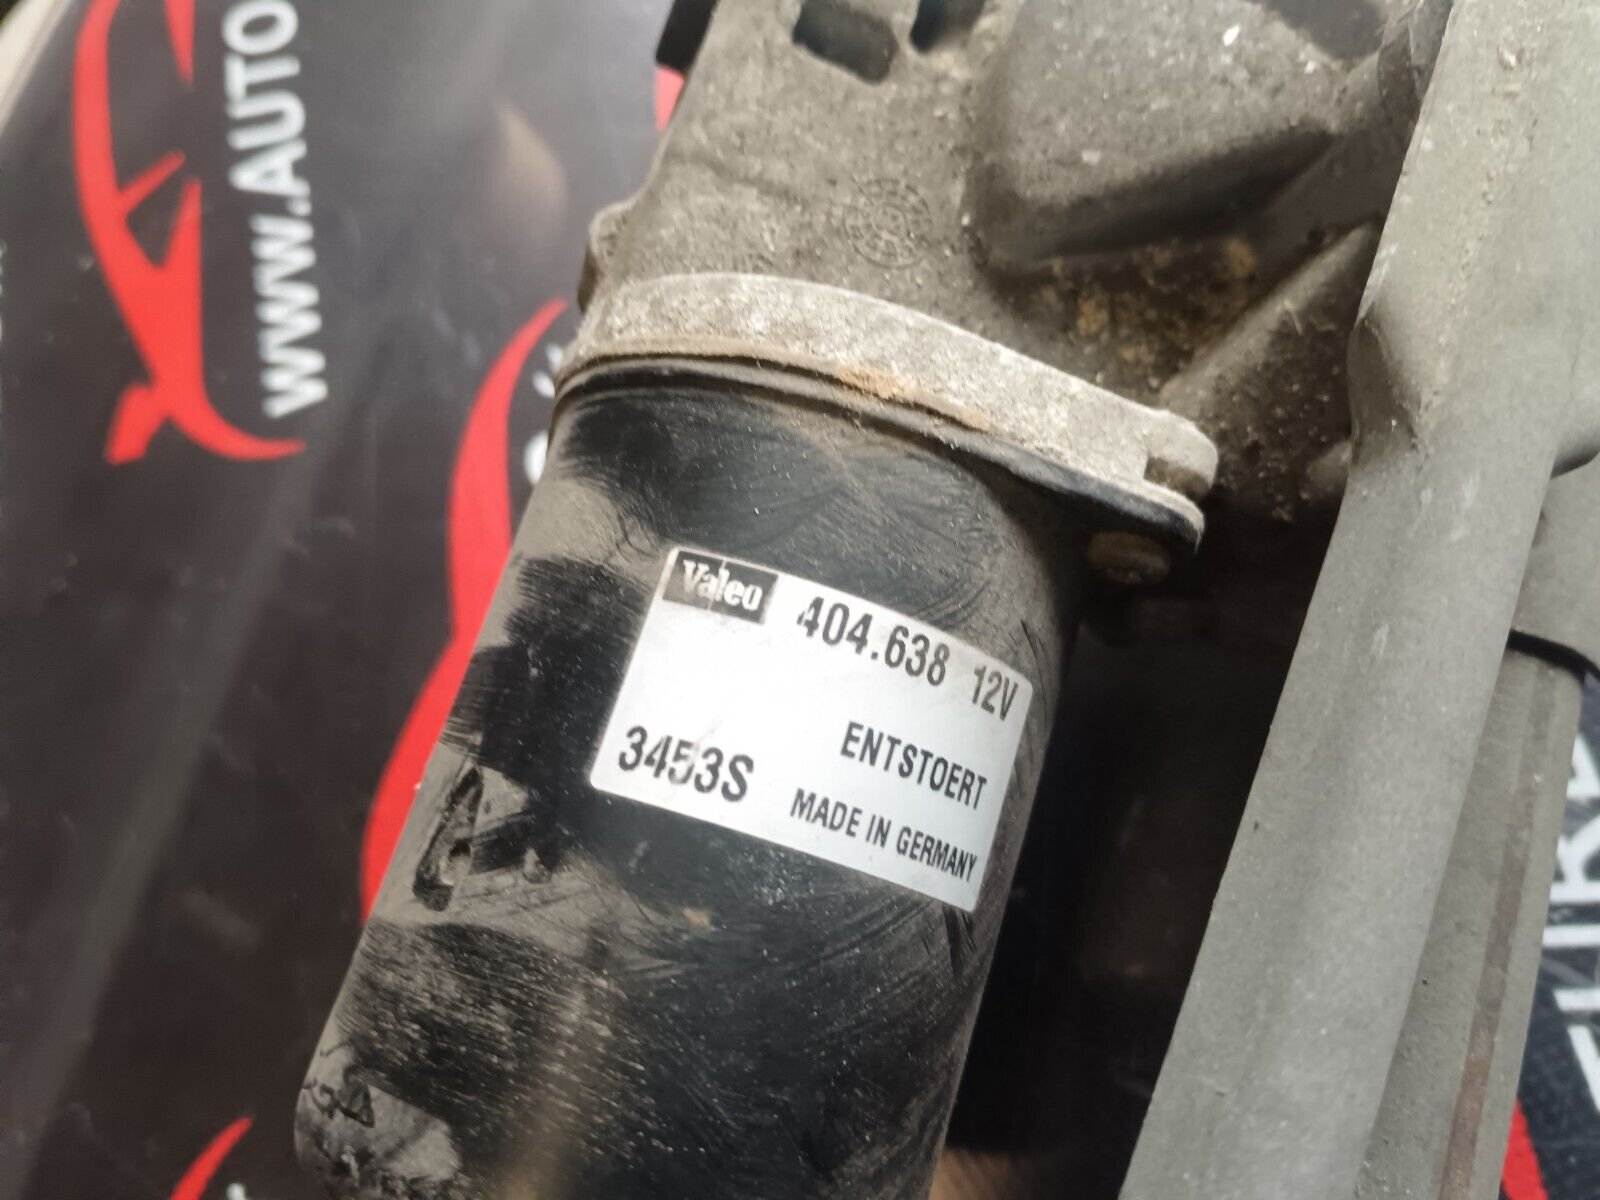 WWW.AUTO
Valeo 404.638 12V
ENTSTOERT
3453S MADE IN GERMANY